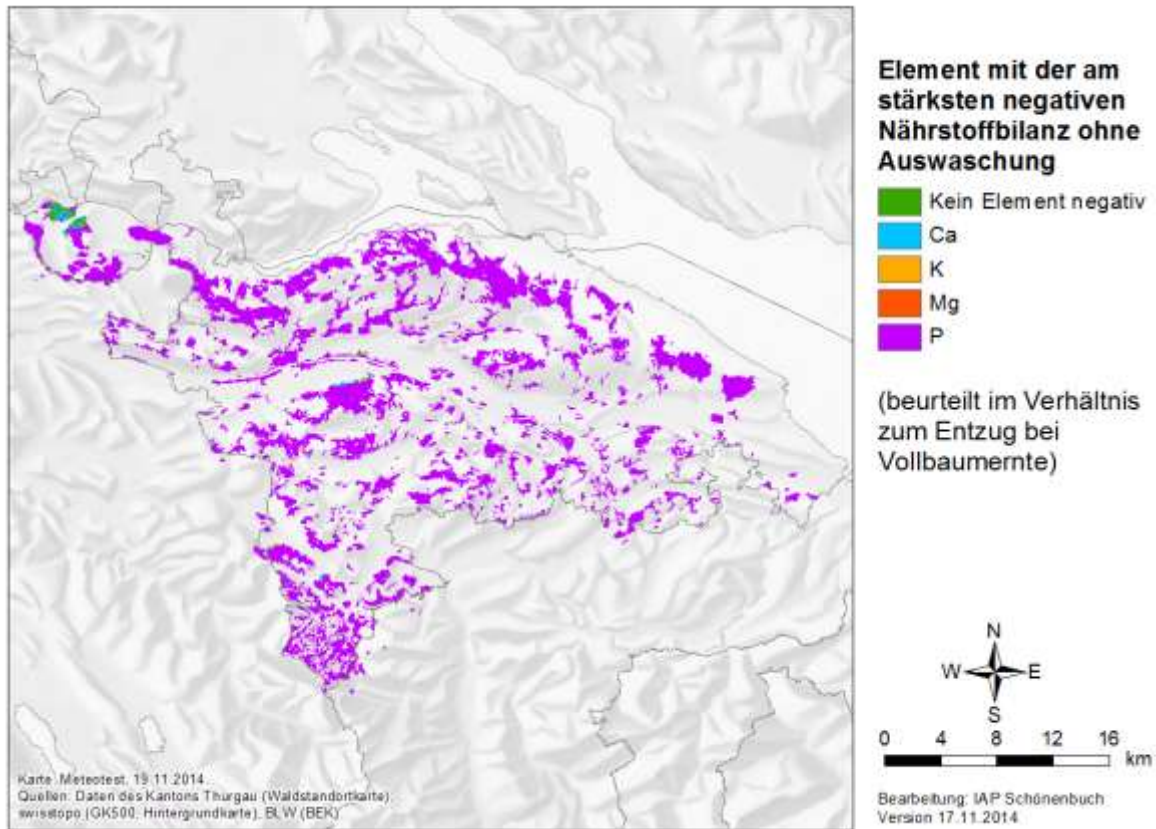 Element mit der am
stärksten negativen
Nährstoffbilanz ohne
Auswaschung
Kein Element negativ
Ca
K
Mg
P
(beurteilt im Verhältnis
zum Entzug bei
Vollbaumernte)
N
W E
S
0 4 8 12 16
km
Bearbeitung: IAP Schönenbuch
Version 17.11.2014
Karte: Meteotest, 19.11.2014
Quellen: Daten des Kantons Thurgau (Waldstandortkarte),
swisstopo (GK500, Hintergrundkarte), BLW (BEK)